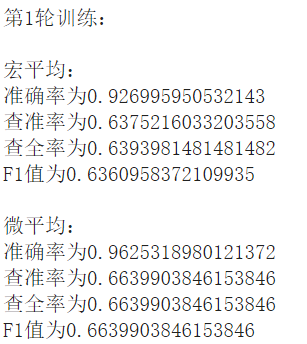 第1轮训练：
宏平均：
准确率为0.926995950532143
查准率为0.6375216033203558
查全率为0.6393981481481482
F1值为0.6360958372109935
微平均：
准确率为0.9625318980121372
查准率为0.6639903846153846
查全率为0.6639903846153846
F1值为0.6639903846153846